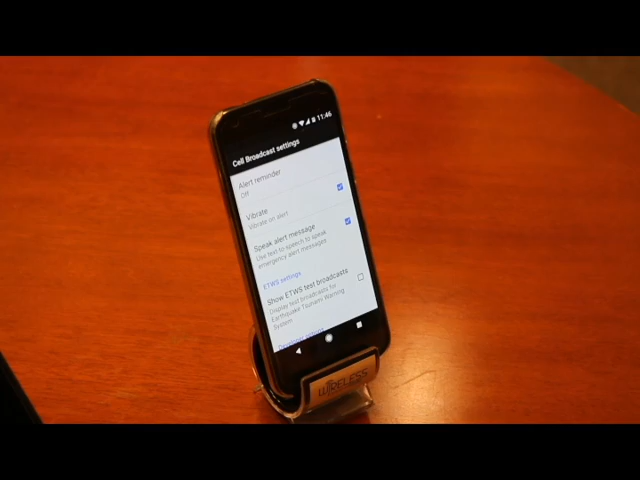 11:46
Cell Broadcast settings
Alert reminder
Off
Vibrate
Vibrate on alert
Speak alert message
Use text to speech to speak
emergency alert messages
ETWS settings
Show ETWS test broadcasts
Display test broadcasts for
Earthquake Tsunami Warning
System
WIRELESS